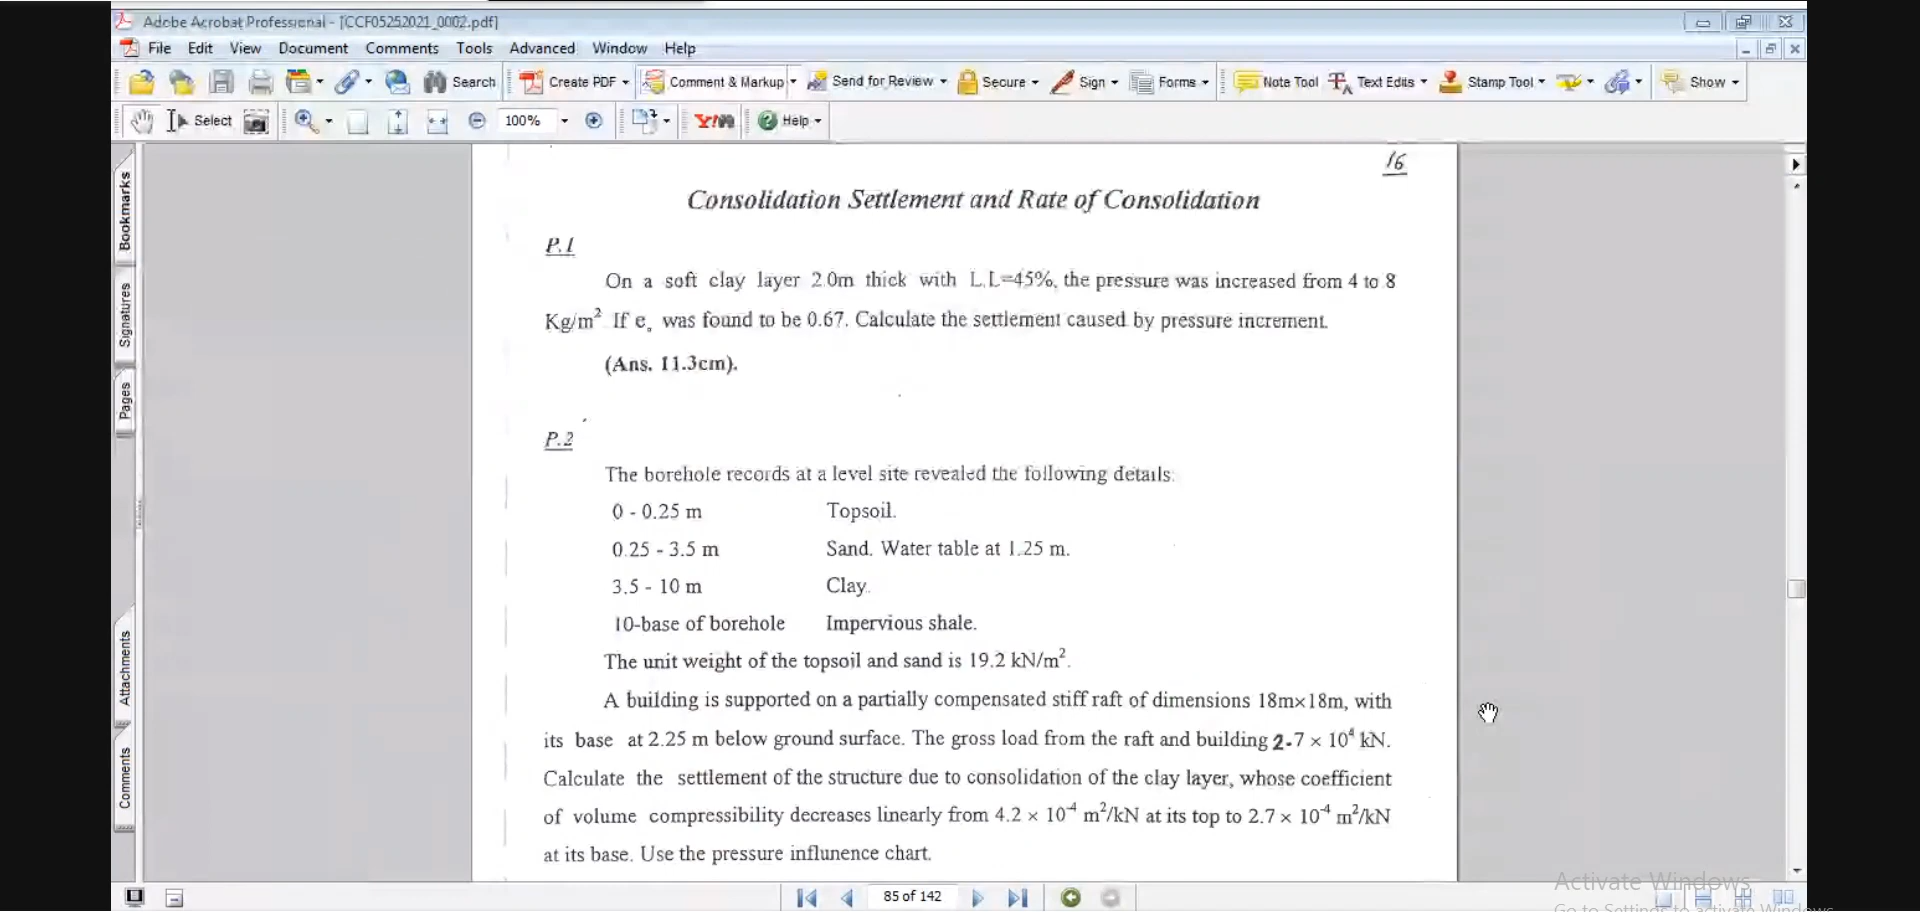 Adobe Acrobat Professional - [CCF05252021_0002.pdf]
File Edit View Document Comments Tools Advanced Window Help
Search Create PDF Comment & Markup Send for Review Secure Sign Forms Note Tool Text Edits Stamp Tool Show
Select 100% Y! Help
Bookmarks
Signatures
Pages
Attachments
Comments
16
Consolidation Settlement and Rate of Consolidation
P.1
On a soft clay layer 2.0m thick with L.L=45%, the pressure was increased from 4 to 8
Kg/m² If e₀ was found to be 0.67. Calculate the settlement caused by pressure increment.
(Ans. 11.3cm).
P.2
The borehole records at a level site revealed the following details:
0 - 0.25 m Topsoil.
0.25 - 3.5 m Sand. Water table at 1.25 m.
3.5 - 10 m Clay.
10-base of borehole Impervious shale.
The unit weight of the topsoil and sand is 19.2 kN/m².
A building is supported on a partially compensated stiff raft of dimensions 18m×18m, with
its base at 2.25 m below ground surface. The gross load from the raft and building 2.7 × 10⁴ kN.
Calculate the settlement of the structure due to consolidation of the clay layer, whose coefficient
of volume compressibility decreases linearly from 4.2 × 10⁻⁴ m²/kN at its top to 2.7 × 10⁻⁴ m²/kN
at its base. Use the pressure influnence chart.
85 of 142
Activate Windows
Go to Settings to activate Windows